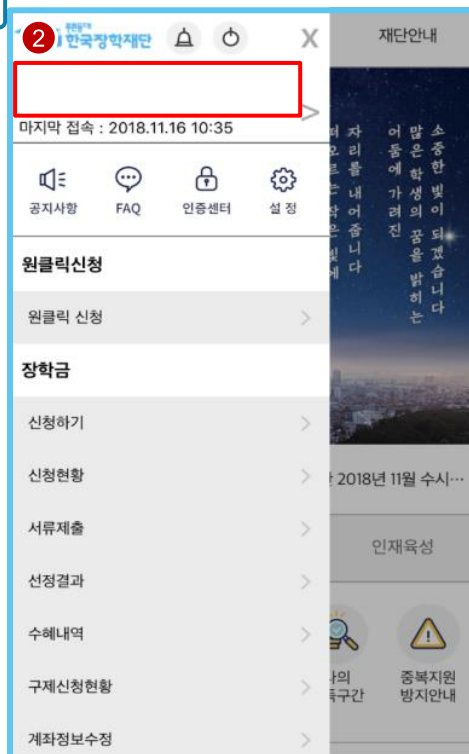 2 푸른등대 한국장학재단 X
마지막 접속 : 2018.11.16 10:35
>
공지사항 FAQ 인증센터 설 정
원클릭신청
원클릭 신청
장학금
신청하기
신청현황
서류제출
선정결과
수혜내역
구제신청현황
계좌정보수정
재단안내
소중한 빛이 되겠습니다
많은 학생의 꿈을 밝히는
어둠에 가려진
자리를 내어줍니다
2018년 11월 수시…
인재육성
중복지원
방지안내